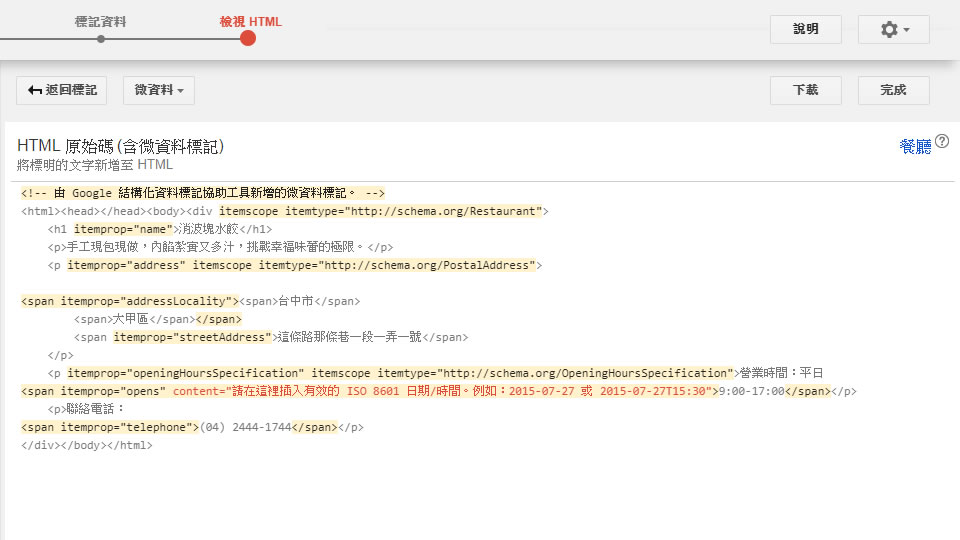 標記資料
檢視 HTML
說明
返回標記
微資料
下載
完成
HTML 原始碼 (含微資料標記)
餐廳?
將標明的文字新增至 HTML
<!-- 由 Google 結構化資料標記協助工具新增的微資料標記。 -->
<html><head></head><body><div itemscope itemtype="http://schema.org/Restaurant">
<h1 itemprop="name">消波塊水餃</h1>
<p>手工現包現做，內餡紮實又多汁，挑戰幸福味蕾的極限。</p>
<p itemprop="address" itemscope itemtype="http://schema.org/PostalAddress">
<span itemprop="addressLocality"><span>台中市</span>
<span>大甲區</span></span>
<span itemprop="streetAddress">這條路那條巷一段一弄一號</span>
</p>
<p itemprop="openingHoursSpecification" itemscope itemtype="http://schema.org/OpeningHoursSpecification">營業時間：平日
<span itemprop="opens" content="請在這裡插入有效的 ISO 8601 日期/時間。例如：2015-07-27 或 2015-07-27T15:30">9:00-17:00</span></p>
<p>聯絡電話：
<span itemprop="telephone">(04) 2444-1744</span></p>
</div></body></html>